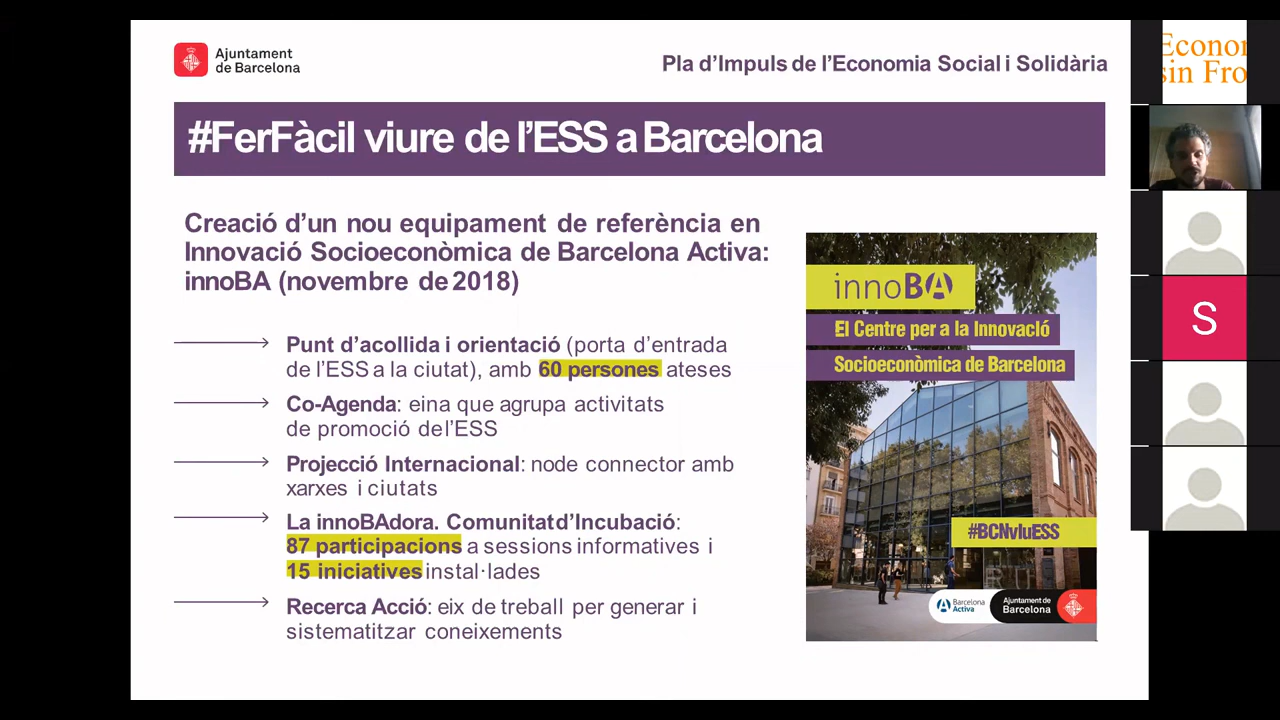 Ajuntament
de Barcelona
Pla d'Impuls de l'Economia Social i Solidària
#FerFàcil viure de l'ESS a Barcelona
Creació d'un nou equipament de referència en
Innovació Socioeconòmica de Barcelona Activa:
innoBA (novembre de 2018)
Punt d'acollida i orientació (porta d'entrada
de l'ESS a la ciutat), amb 60 persones ateses
Co-Agenda: eina que agrupa activitats
de promoció de l'ESS
Projecció Internacional: node connector amb
xarxes i ciutats
La innoBAdora. Comunitat d'Incubació:
87 participacions a sessions informatives i
15 iniciatives instal·lades
Recerca Acció: eix de treball per generar i
sistematitzar coneixements
innoBA
El Centre per a la Innovació
Socioeconòmica de Barcelona
#BCNviuESS
Barcelona
Activa
Ajuntament de
Barcelona
Econor
sin Fro
S